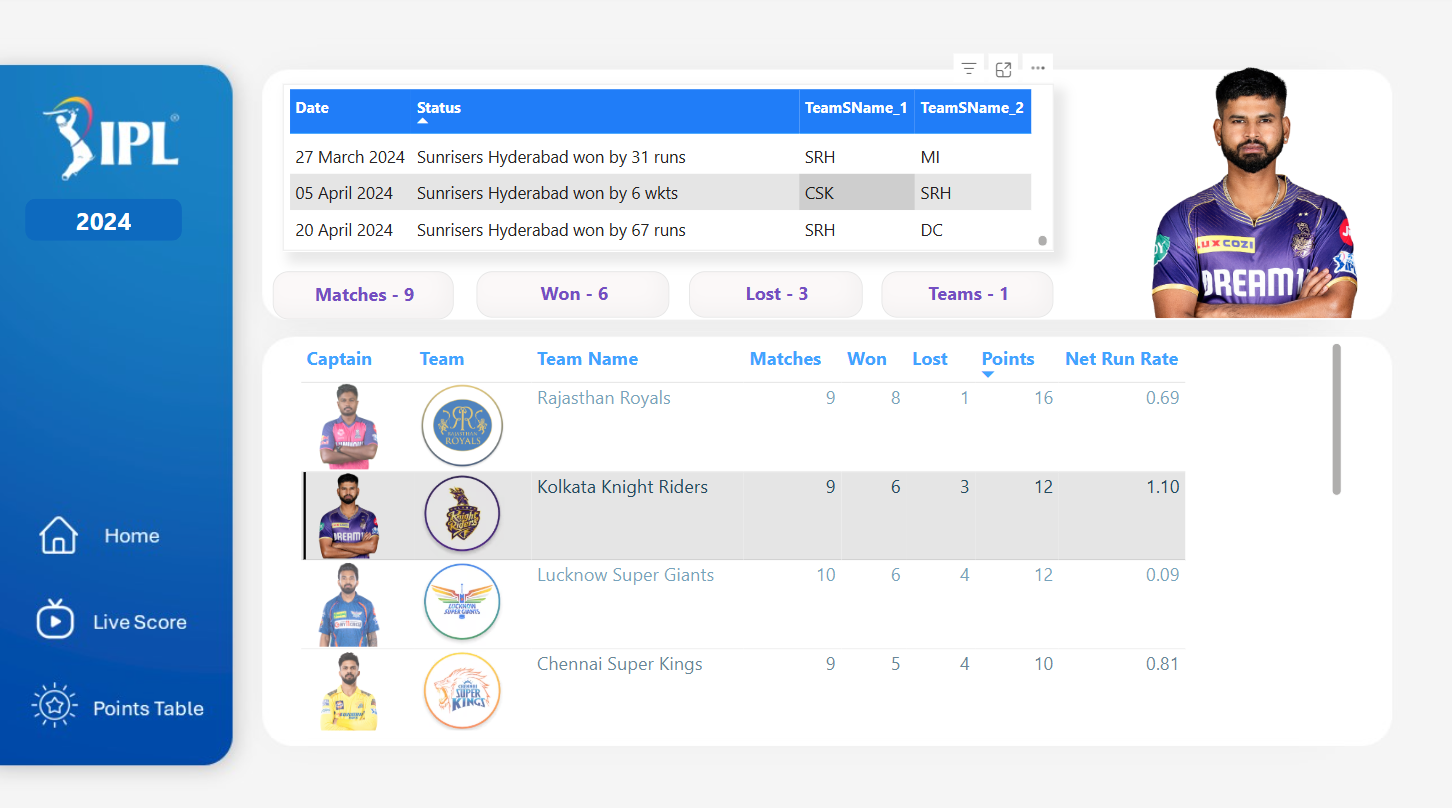 IPL
2024
Home
Live Score
Points Table
Date Status TeamSName_1 TeamSName_2
27 March 2024 Sunrisers Hyderabad won by 31 runs SRH MI
05 April 2024 Sunrisers Hyderabad won by 6 wkts CSK SRH
20 April 2024 Sunrisers Hyderabad won by 67 runs SRH DC
Matches - 9 Won - 6 Lost - 3 Teams - 1
LUX COZI
DREAM11
Captain Team Team Name Matches Won Lost Points Net Run Rate
Rajasthan Royals 9 8 1 16 0.69
RAJASTHAN
ROYALS
Kolkata Knight Riders 9 6 3 12 1.10
Knight
Riders
Lucknow Super Giants 10 6 4 12 0.09
LUCKNOW
SUPER GIANTS
Chennai Super Kings 9 5 4 10 0.81
CHENNAI
SUPER
KINGS